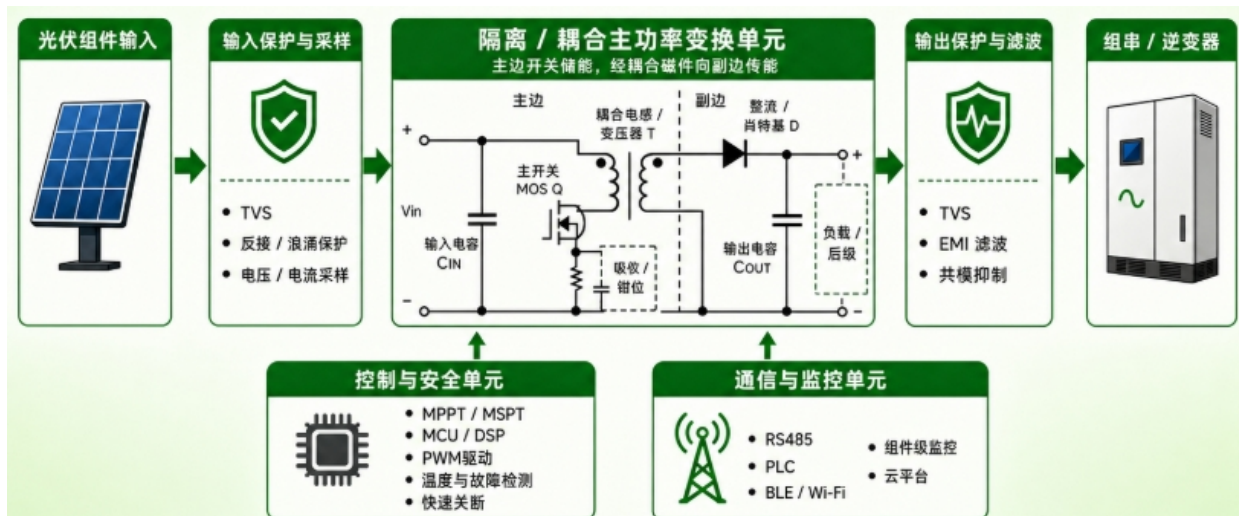 光伏组件输入
输入保护与采样
TVS
反接 / 浪涌保护
电压 / 电流采样
隔离 / 耦合主功率变换单元
主边开关储能，经耦合磁件向副边传能
主边
副边
耦合电感 /
变压器 T
整流 /
肖特基 D
主开关
MOS Q
+
Vin
−
输入电容
CIN
吸收 /
钳位
输出电容
COUT
+
负载 /
后级
−
输出保护与滤波
TVS
EMI 滤波
共模抑制
组串 / 逆变器
控制与安全单元
MPPT / MSPT
MCU / DSP
PWM驱动
温度与故障检测
快速关断
通信与监控单元
RS485
PLC
BLE / Wi-Fi
组件级监控
云平台